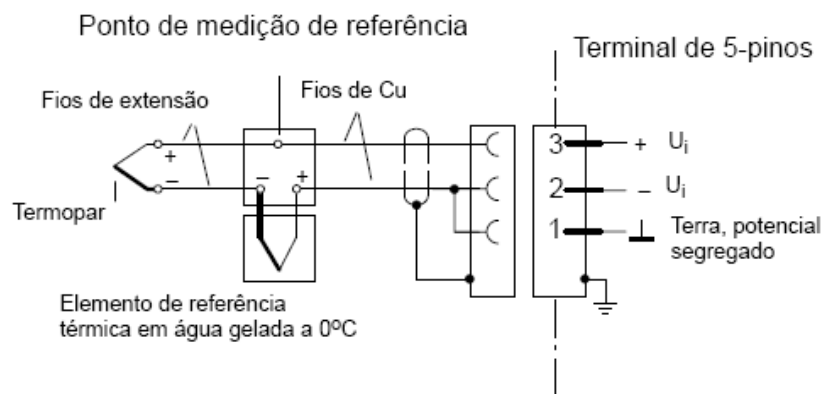 Ponto de medição de referência
Terminal de 5-pinos
Fios de extensão
Fios de Cu
3 + Ui
+
− +
−
2 − Ui
Termopar
1 Terra, potencial
segregado
Elemento de referência
térmica em água gelada a 0ºC